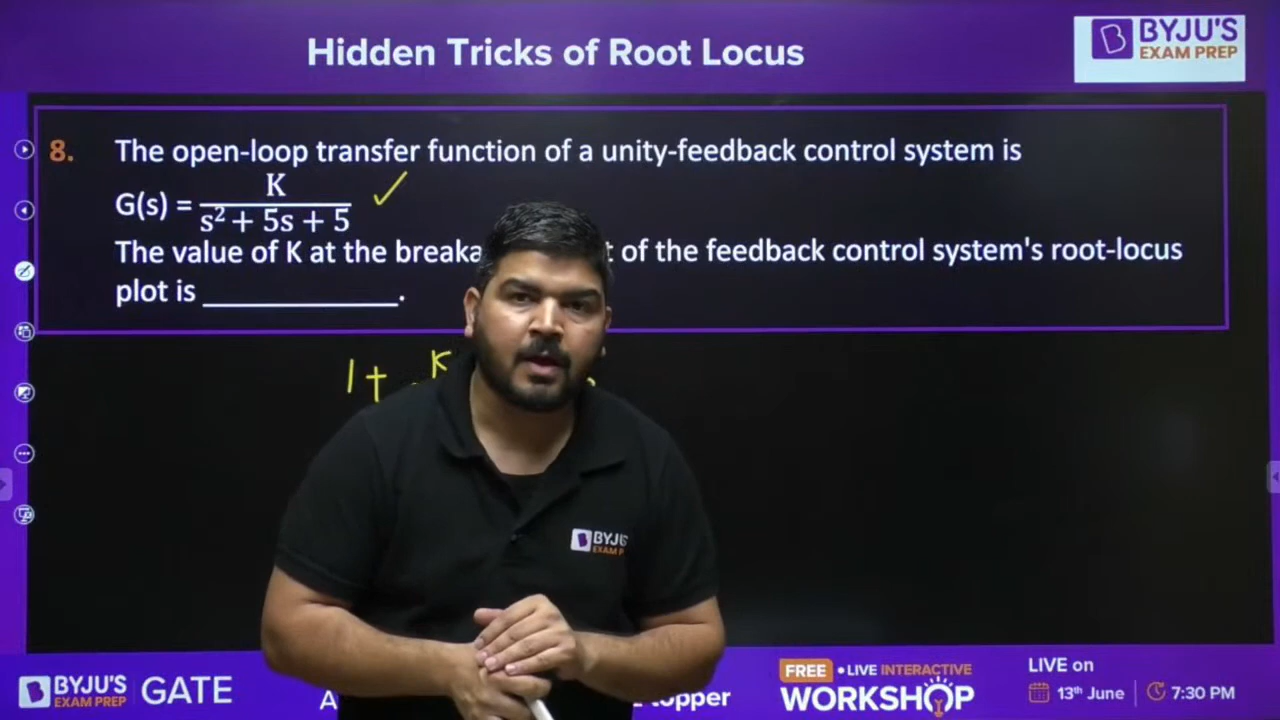 Hidden Tricks of Root Locus
BYJU'S
EXAM PREP
8. The open-loop transfer function of a unity-feedback control system is
K
G(s) =
s² + 5s + 5
The value of K at the of the feedback control system's root-locus
plot is ____________.
1 + K
BYJU'S
EXAM PREP
GATE
FREE • LIVE INTERACTIVE
WORKSHOP
LIVE on
13th June | 7:30 PM